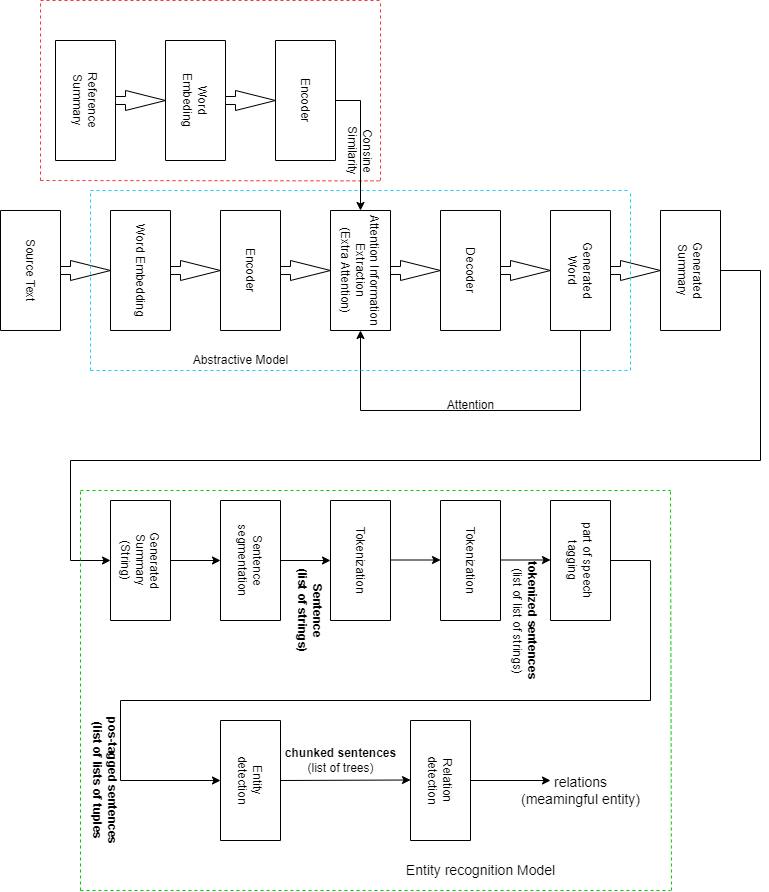 Reference
Summary
Word
Embeding
Encoder
Consine
Similarity
Source Text
Word Embedding
Encoder
Attention Information
Extraction
(Extra Attention)
Decoder
Generated
Word
Generated
Summary
Abstractive Model
Attention
Generated
Summary
(String)
Sentence
segmentation
Sentence
(list of strings)
Tokenization
Tokenization
tokenized sentences
(list of list of strings)
part of speech
tagging
pos-tagged sentences
(list of lists of tuples
Entity
detection
chunked sentences
(list of trees)
Relation
detection
relations
(meaningful entity)
Entity recognition Model